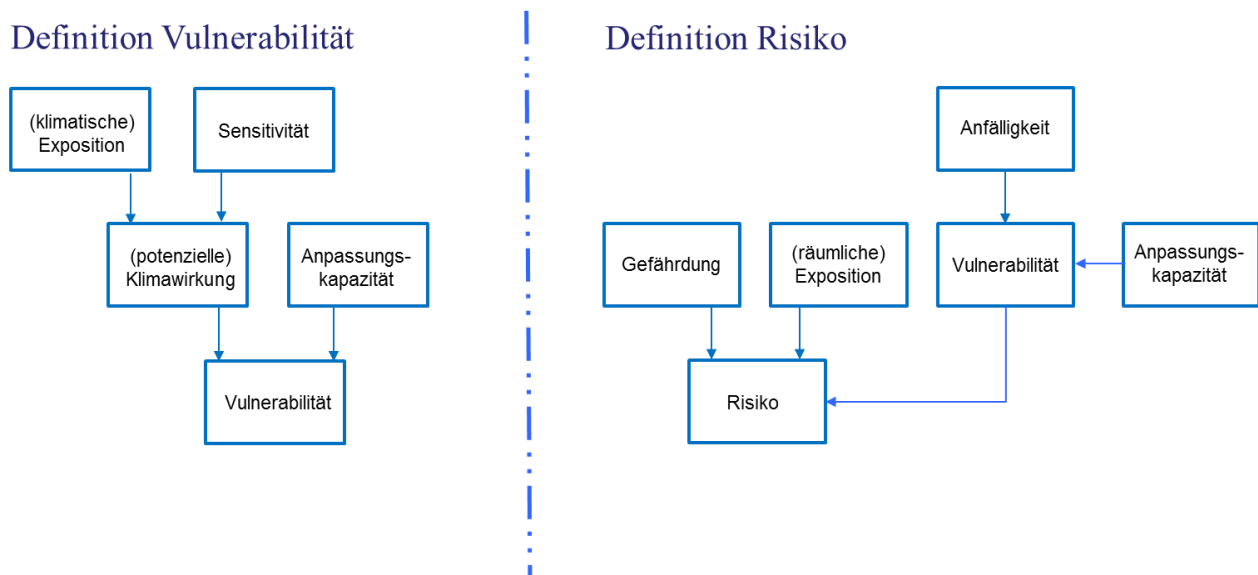 Definition Vulnerabilität
(klimatische)
Exposition
Sensitivität
(potenzielle)
Klimawirkung
Anpassungs-
kapazität
Vulnerabilität
Definition Risiko
Anfälligkeit
Gefährdung
(räumliche)
Exposition
Vulnerabilität
Anpassungs-
kapazität
Risiko